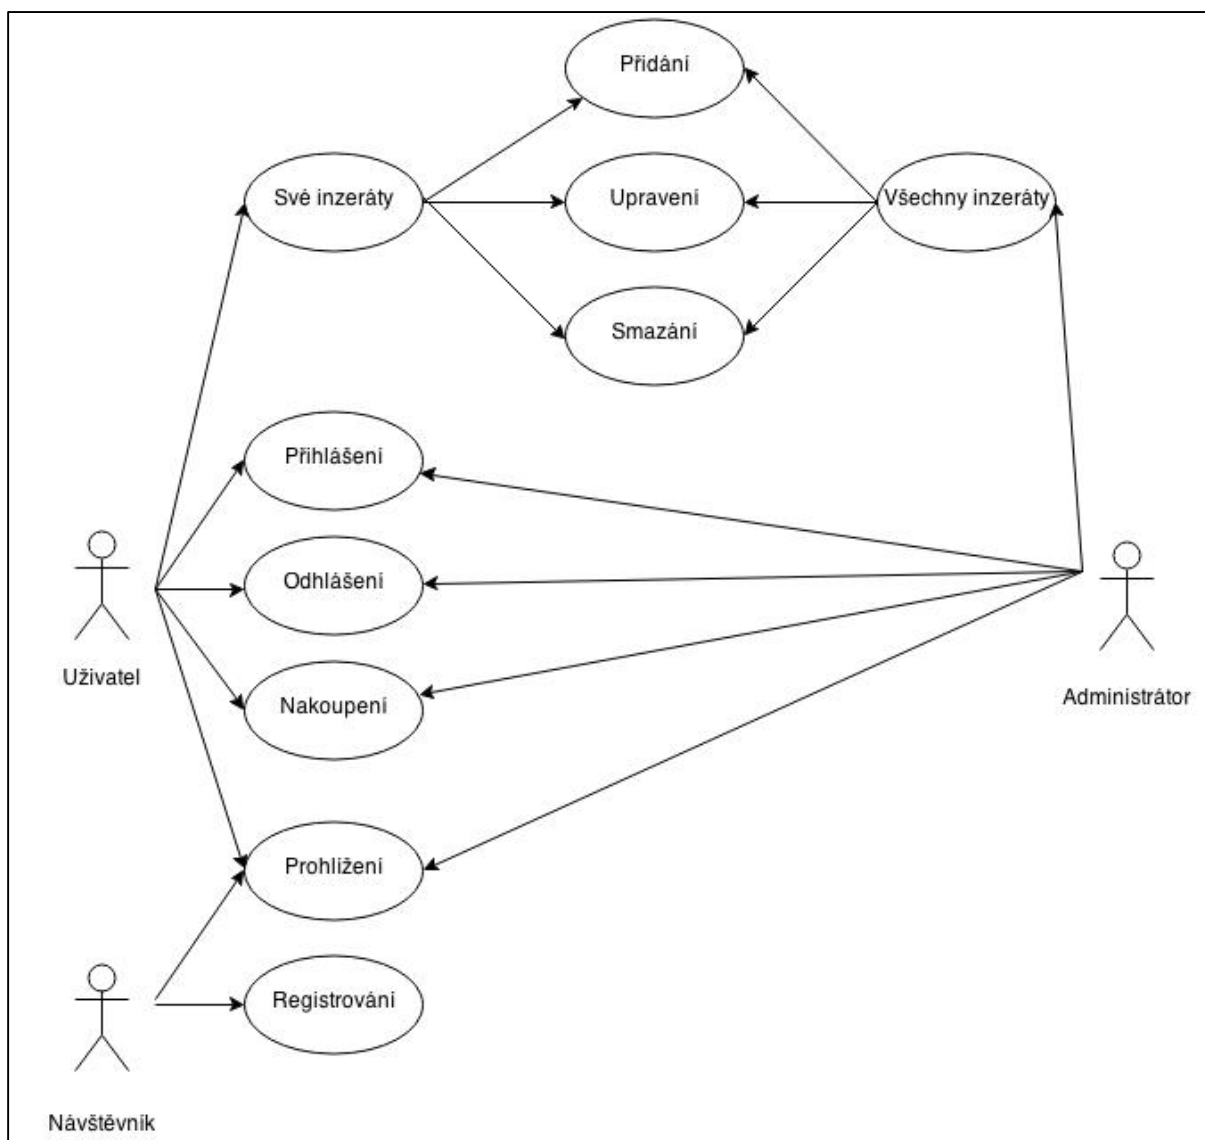 Přidání
Své inzeráty
Upravení
Všechny inzeráty
Smazání
Přihlášení
Odhlášení
Uživatel
Nakoupení
Administrátor
Prohlížení
Registrování
Návštěvník